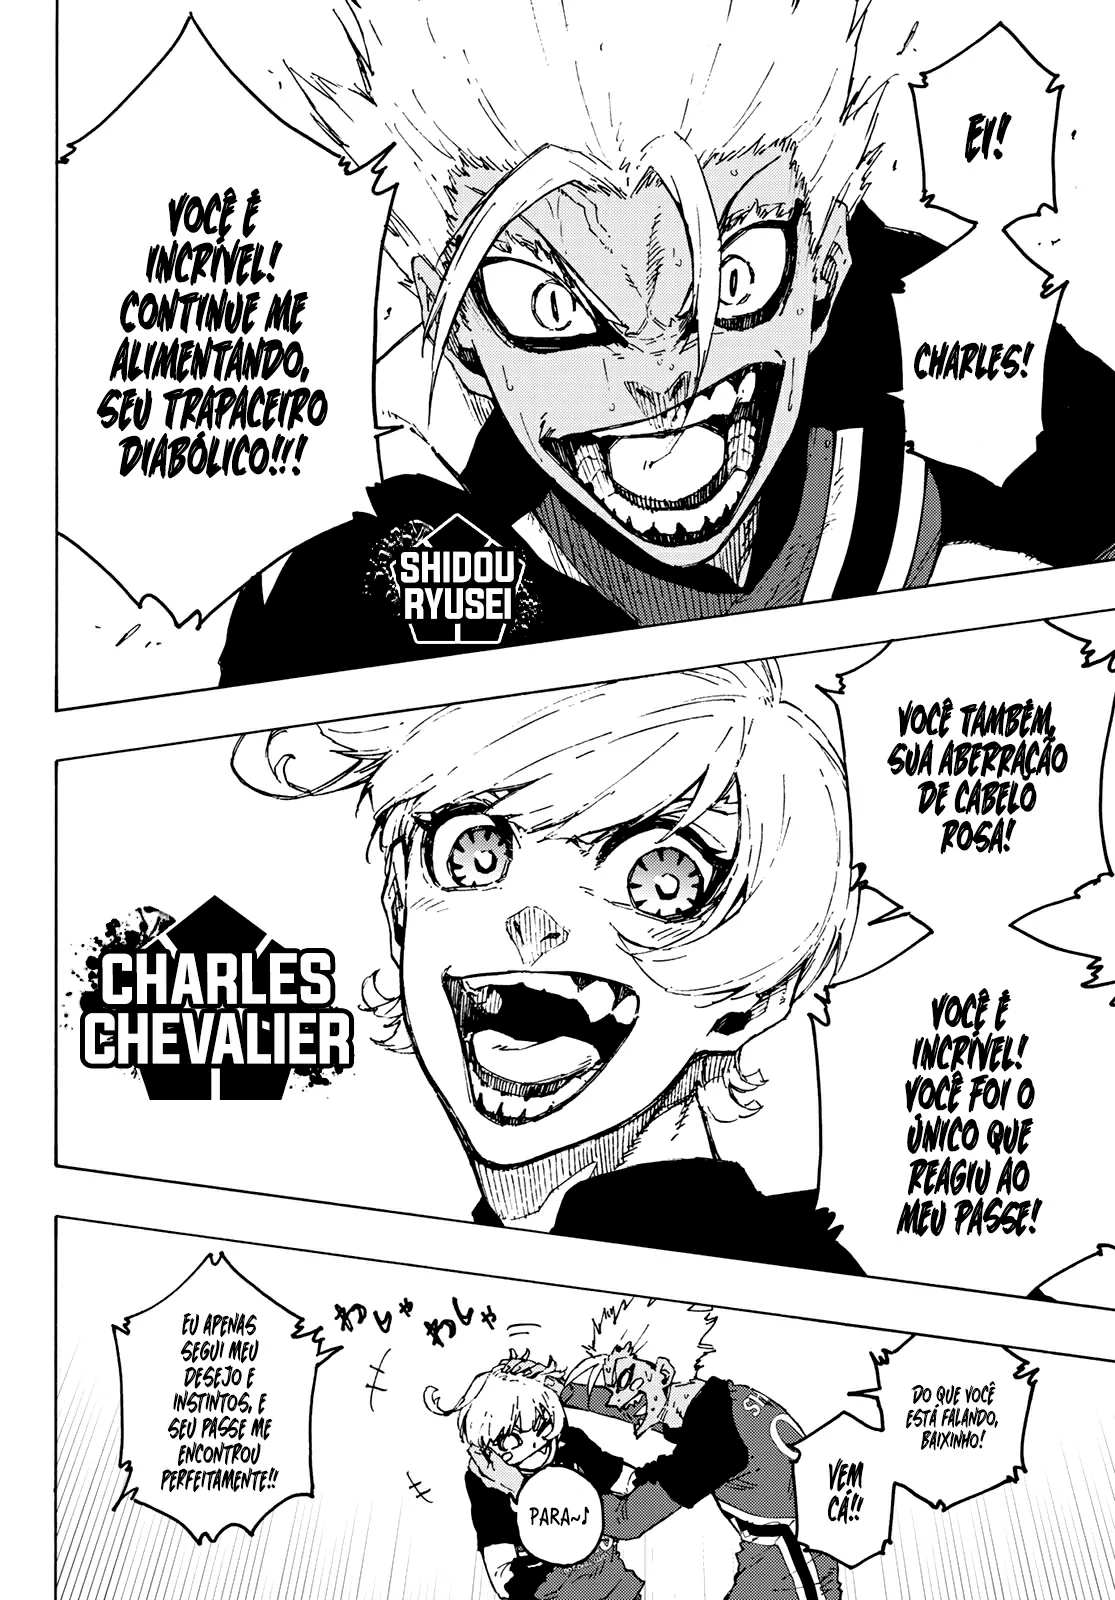 EI!
CHARLES!
VOCÊ É
INCRÍVEL!
CONTINUE ME
ALIMENTANDO,
SEU TRAPACEIRO
DIABÓLICO!!!
SHIDOU
RYUSEI
VOCÊ TAMBÉM,
SUA ABERRAÇÃO
DE CABELO
ROSA!
VOCÊ É
INCRÍVEL!
VOCÊ FOI O
ÚNICO QUE
REAGIU AO
MEU PASSE!
CHARLES
CHEVALIER
DO QUE VOCÊ
ESTÁ FALANDO,
BAIXINHO!
VEM
CÁ!!
わしゃ
わしゃ
PARA~♪
EU APENAS
SEGUI MEU
DESEJO E
INSTINTOS, E
SEU PASSE ME
ENCONTROU
PERFEITAMENTE!!